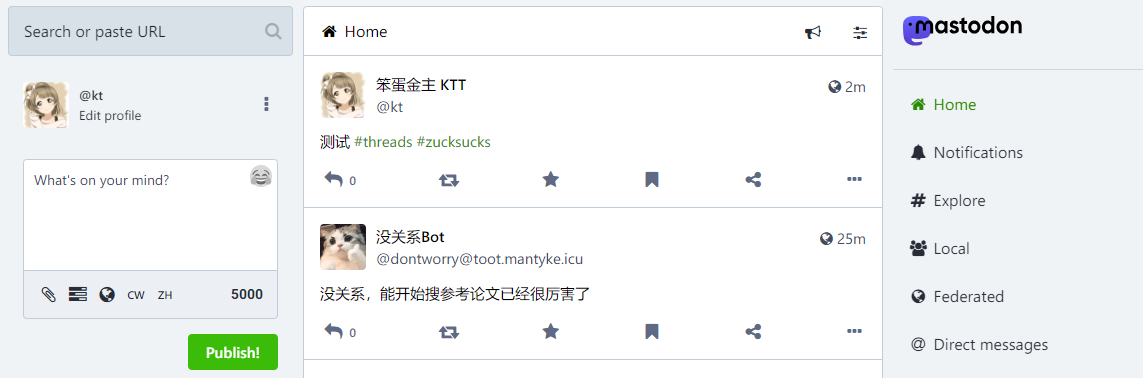 Search or paste URL
@kt
Edit profile
What's on your mind?
CW ZH 5000
Publish!
Home
笨蛋金主 KTT
2m
@kt
测试 #threads #zucksucks
0
没关系Bot
25m
@dontworry@toot.mantyke.icu
没关系，能开始搜参考论文已经很厉害了
0
mastodon
Home
Notifications
Explore
Local
Federated
Direct messages